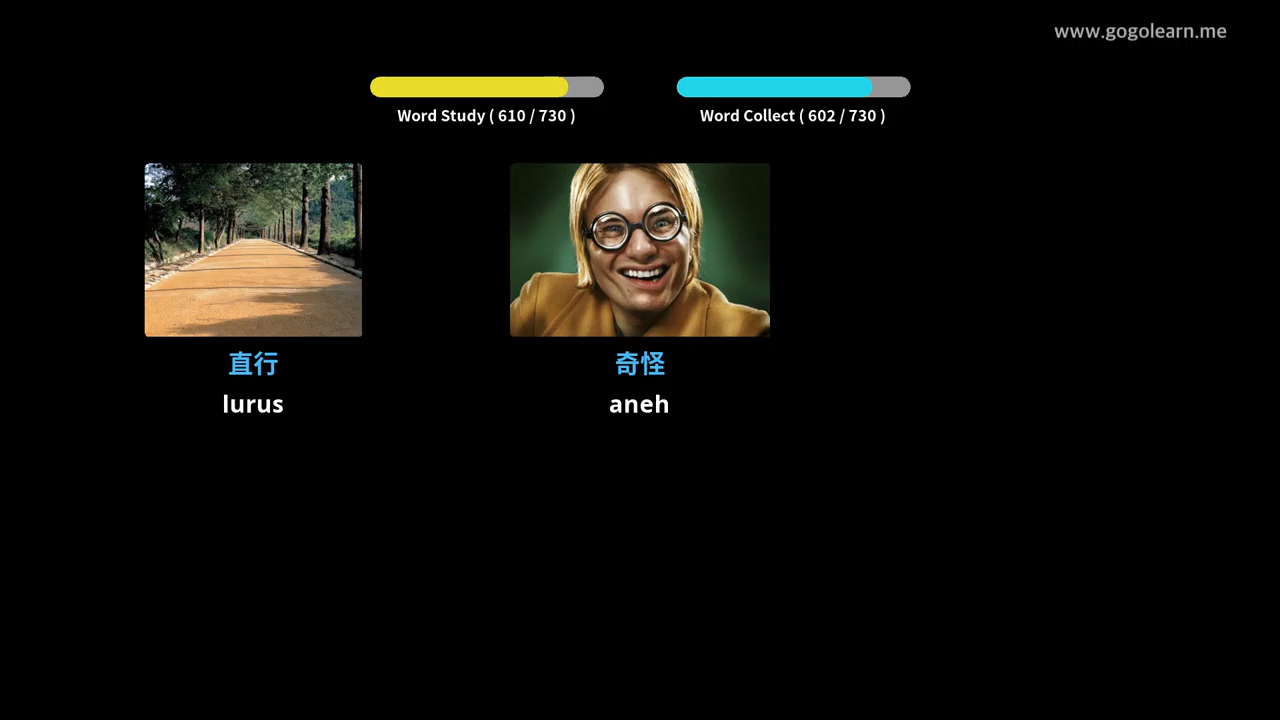 www.gogolearn.me
Word Study ( 610 / 730 )
Word Collect ( 602 / 730 )
直行
lurus
奇怪
aneh